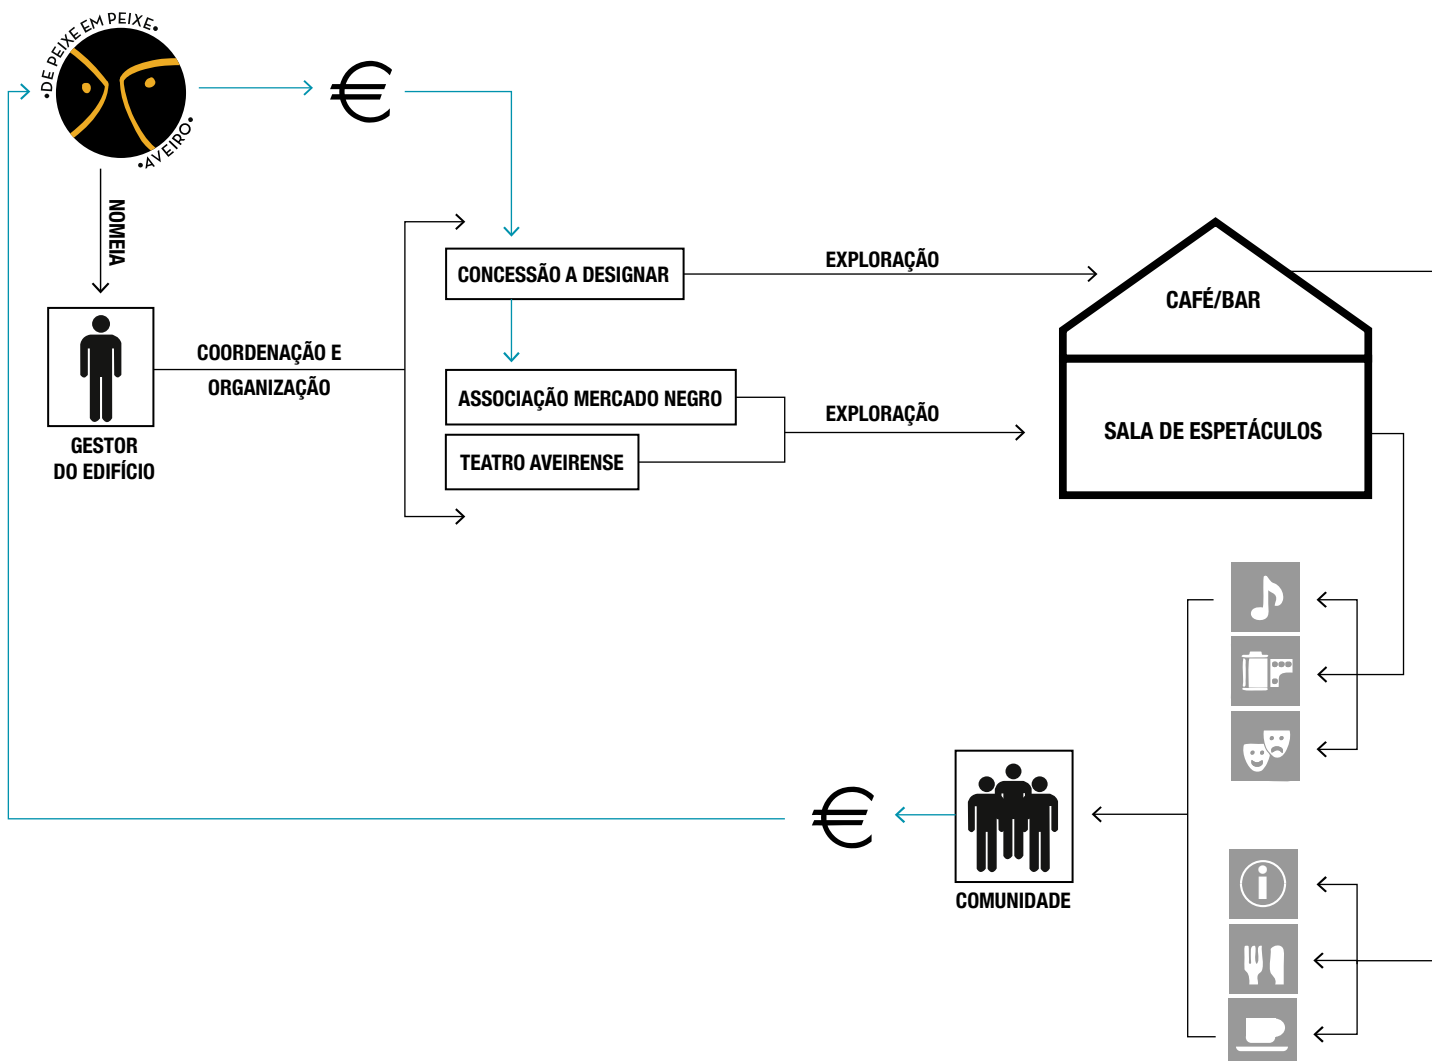 •DE PEIXE EM PEIXE•
•AVEIRO•
€
NOMEIA
CONCESSÃO A DESIGNAR
EXPLORAÇÃO
CAFÉ/BAR
COORDENAÇÃO E
ORGANIZAÇÃO
ASSOCIAÇÃO MERCADO NEGRO
EXPLORAÇÃO
SALA DE ESPETÁCULOS
TEATRO AVEIRENSE
GESTOR
DO EDIFÍCIO
€
COMUNIDADE
i